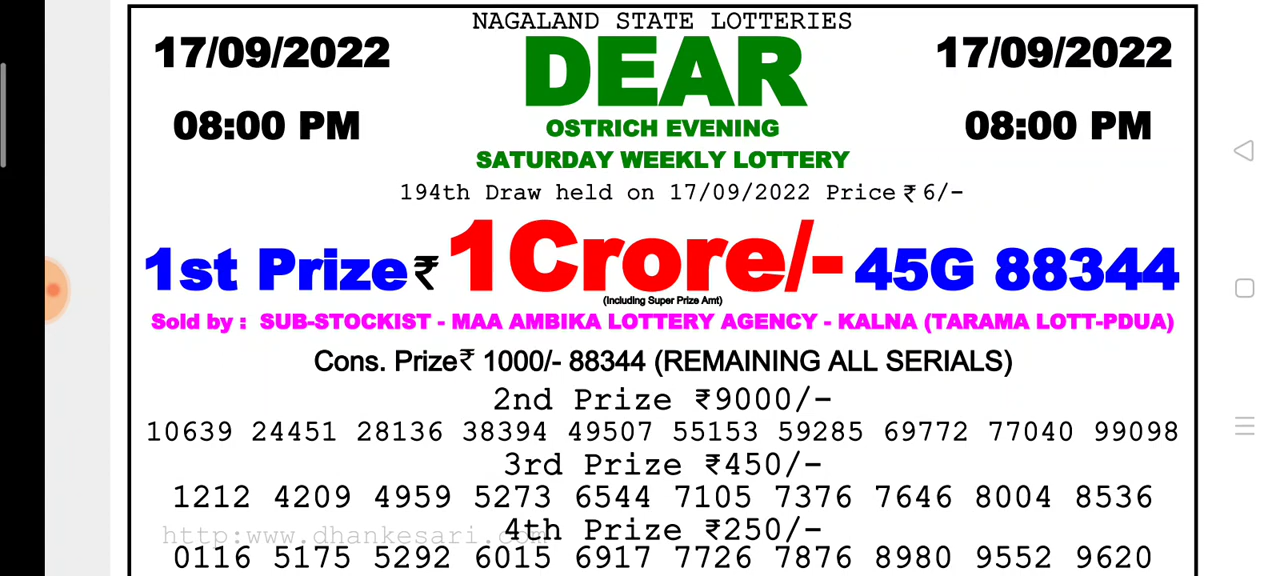 NAGALAND STATE LOTTERIES
17/09/2022 DEAR 17/09/2022
08:00 PM OSTRICH EVENING 08:00 PM
SATURDAY WEEKLY LOTTERY
194th Draw held on 17/09/2022 Price ₹ 6/-
1st Prize ₹ 1Crore/- 45G 88344
(Including Super Prize Amt)
Sold by : SUB-STOCKIST - MAA AMBIKA LOTTERY AGENCY - KALNA (TARAMA LOTT-PDUA)
Cons. Prize ₹ 1000/- 88344 (REMAINING ALL SERIALS)
2nd Prize ₹9000/-
10639 24451 28136 38394 49507 55153 59285 69772 77040 99098
3rd Prize ₹450/-
1212 4209 4959 5273 6544 7105 7376 7646 8004 8536
4th Prize ₹250/-
http:www.dhankesari.com
0116 5175 5292 6015 6917 7726 7876 8980 9552 9620